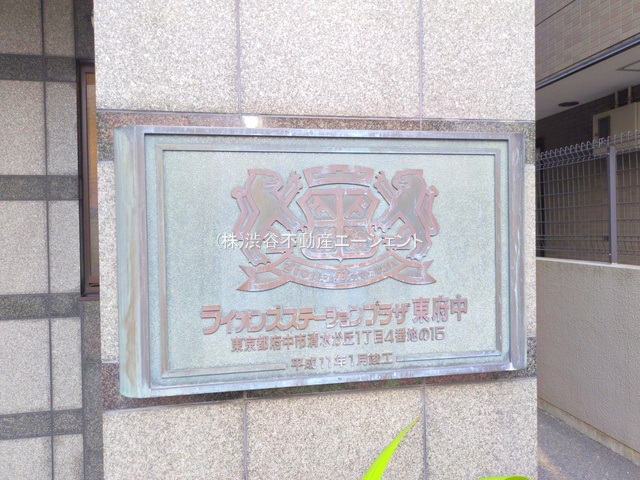 (株)渋谷不動産エージェント
ライオンズステーションプラザ東府中
東京都府中市清水が丘1丁目4番地の15
平成11年1月竣工